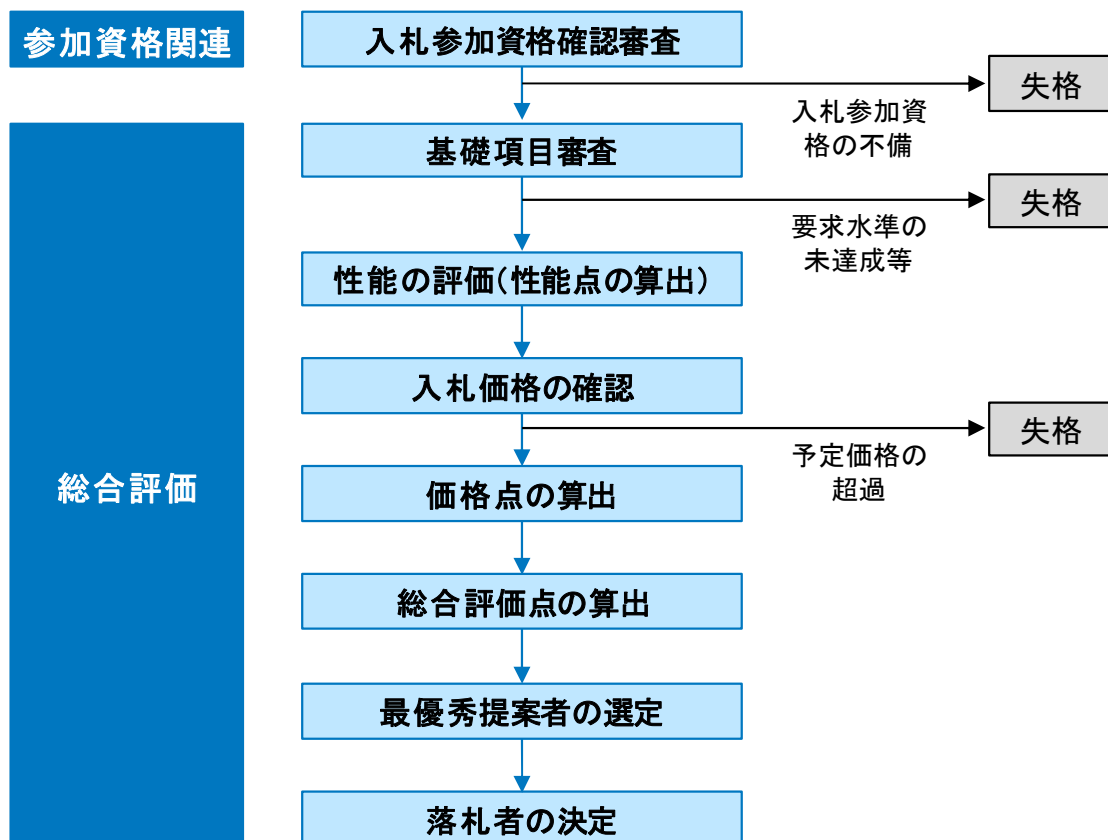 参加資格関連
入札参加資格確認審査
失格
入札参加資
格の不備
基礎項目審査
失格
要求水準の
未達成等
性能の評価(性能点の算出)
入札価格の確認
失格
予定価格の
超過
総合評価
価格点の算出
総合評価点の算出
最優秀提案者の選定
落札者の決定